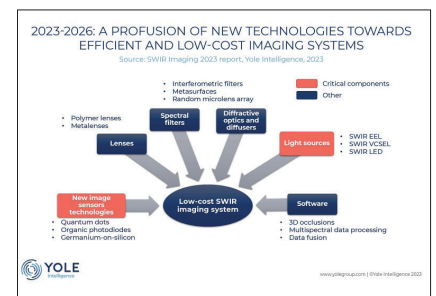 2023-2026: A PROFUSION OF NEW TECHNOLOGIES TOWARDS
EFFICIENT AND LOW-COST IMAGING SYSTEMS
Source: SWIR Imaging 2023 report, Yole Intelligence, 2023
• Interferometric filters
• Metasurfaces
• Random microlens array
Critical components
Other
• Polymer lenses
• Metalenses
Spectral
filters
Diffractive
optics and
diffusers
Lenses
Light sources
• SWIR EEL
• SWIR VCSEL
• SWIR LED
New image
sensors
technologies
Low-cost SWIR
imaging system
Software
• Quantum dots
• Organic photodiodes
• Germanium-on-silicon
• 3D occlusions
• Multispectral data processing
• Data fusion
YOLE
Intelligence
www.yolegroup.com | ©Yole Intelligence 2023